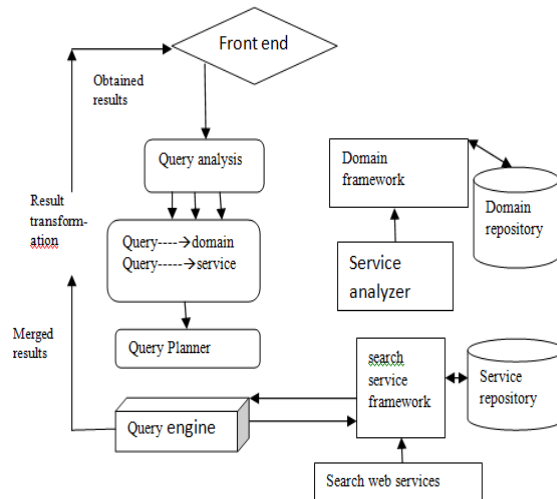 Front end
Obtained
results
Query analysis
Domain
framework
Domain
repository
Result
transform-
ation
Query----→domain
Query-----→service
Service
analyzer
Merged
results
Query Planner
search
service
framework
Service
repository
Query engine
Search web services